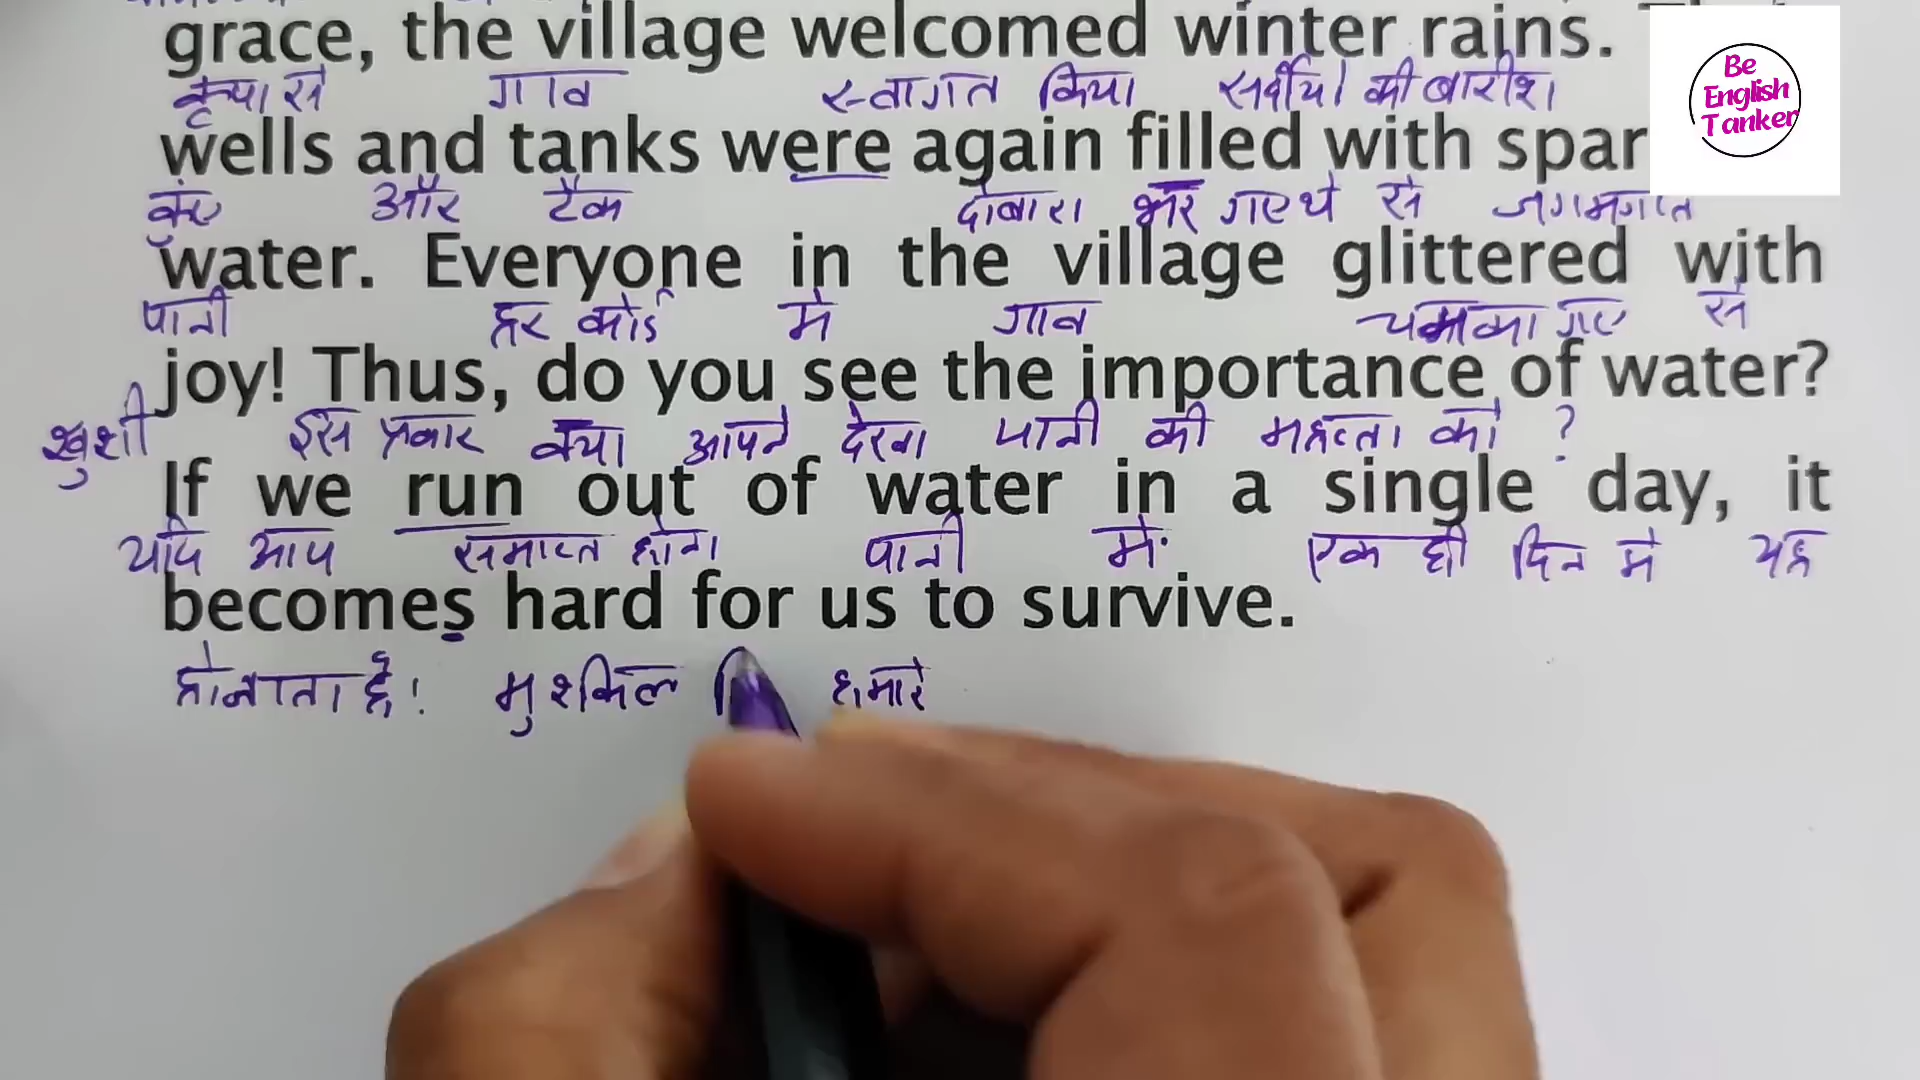 grace, the village welcomed winter rains.
कृपा से गाव स्वागत किया सर्दीयों की बारीश
Be
English
Tanker
wells and tanks were again filled with spar
कुंए और टैंक दोबारा भर गए थे से जगमगात
water. Everyone in the village glittered with
पानी हर कोई मे गाव चमका गए से
joy! Thus, do you see the importance of water?
खुशी इस प्रकार क्या आपने देखा पानी की महत्ता को ?
If we run out of water in a single day, it
यदि आप समाप्त होना पानी में एक ही दिन मे यह
becomes hard for us to survive.
होजाता है। मुश्किल हमारे